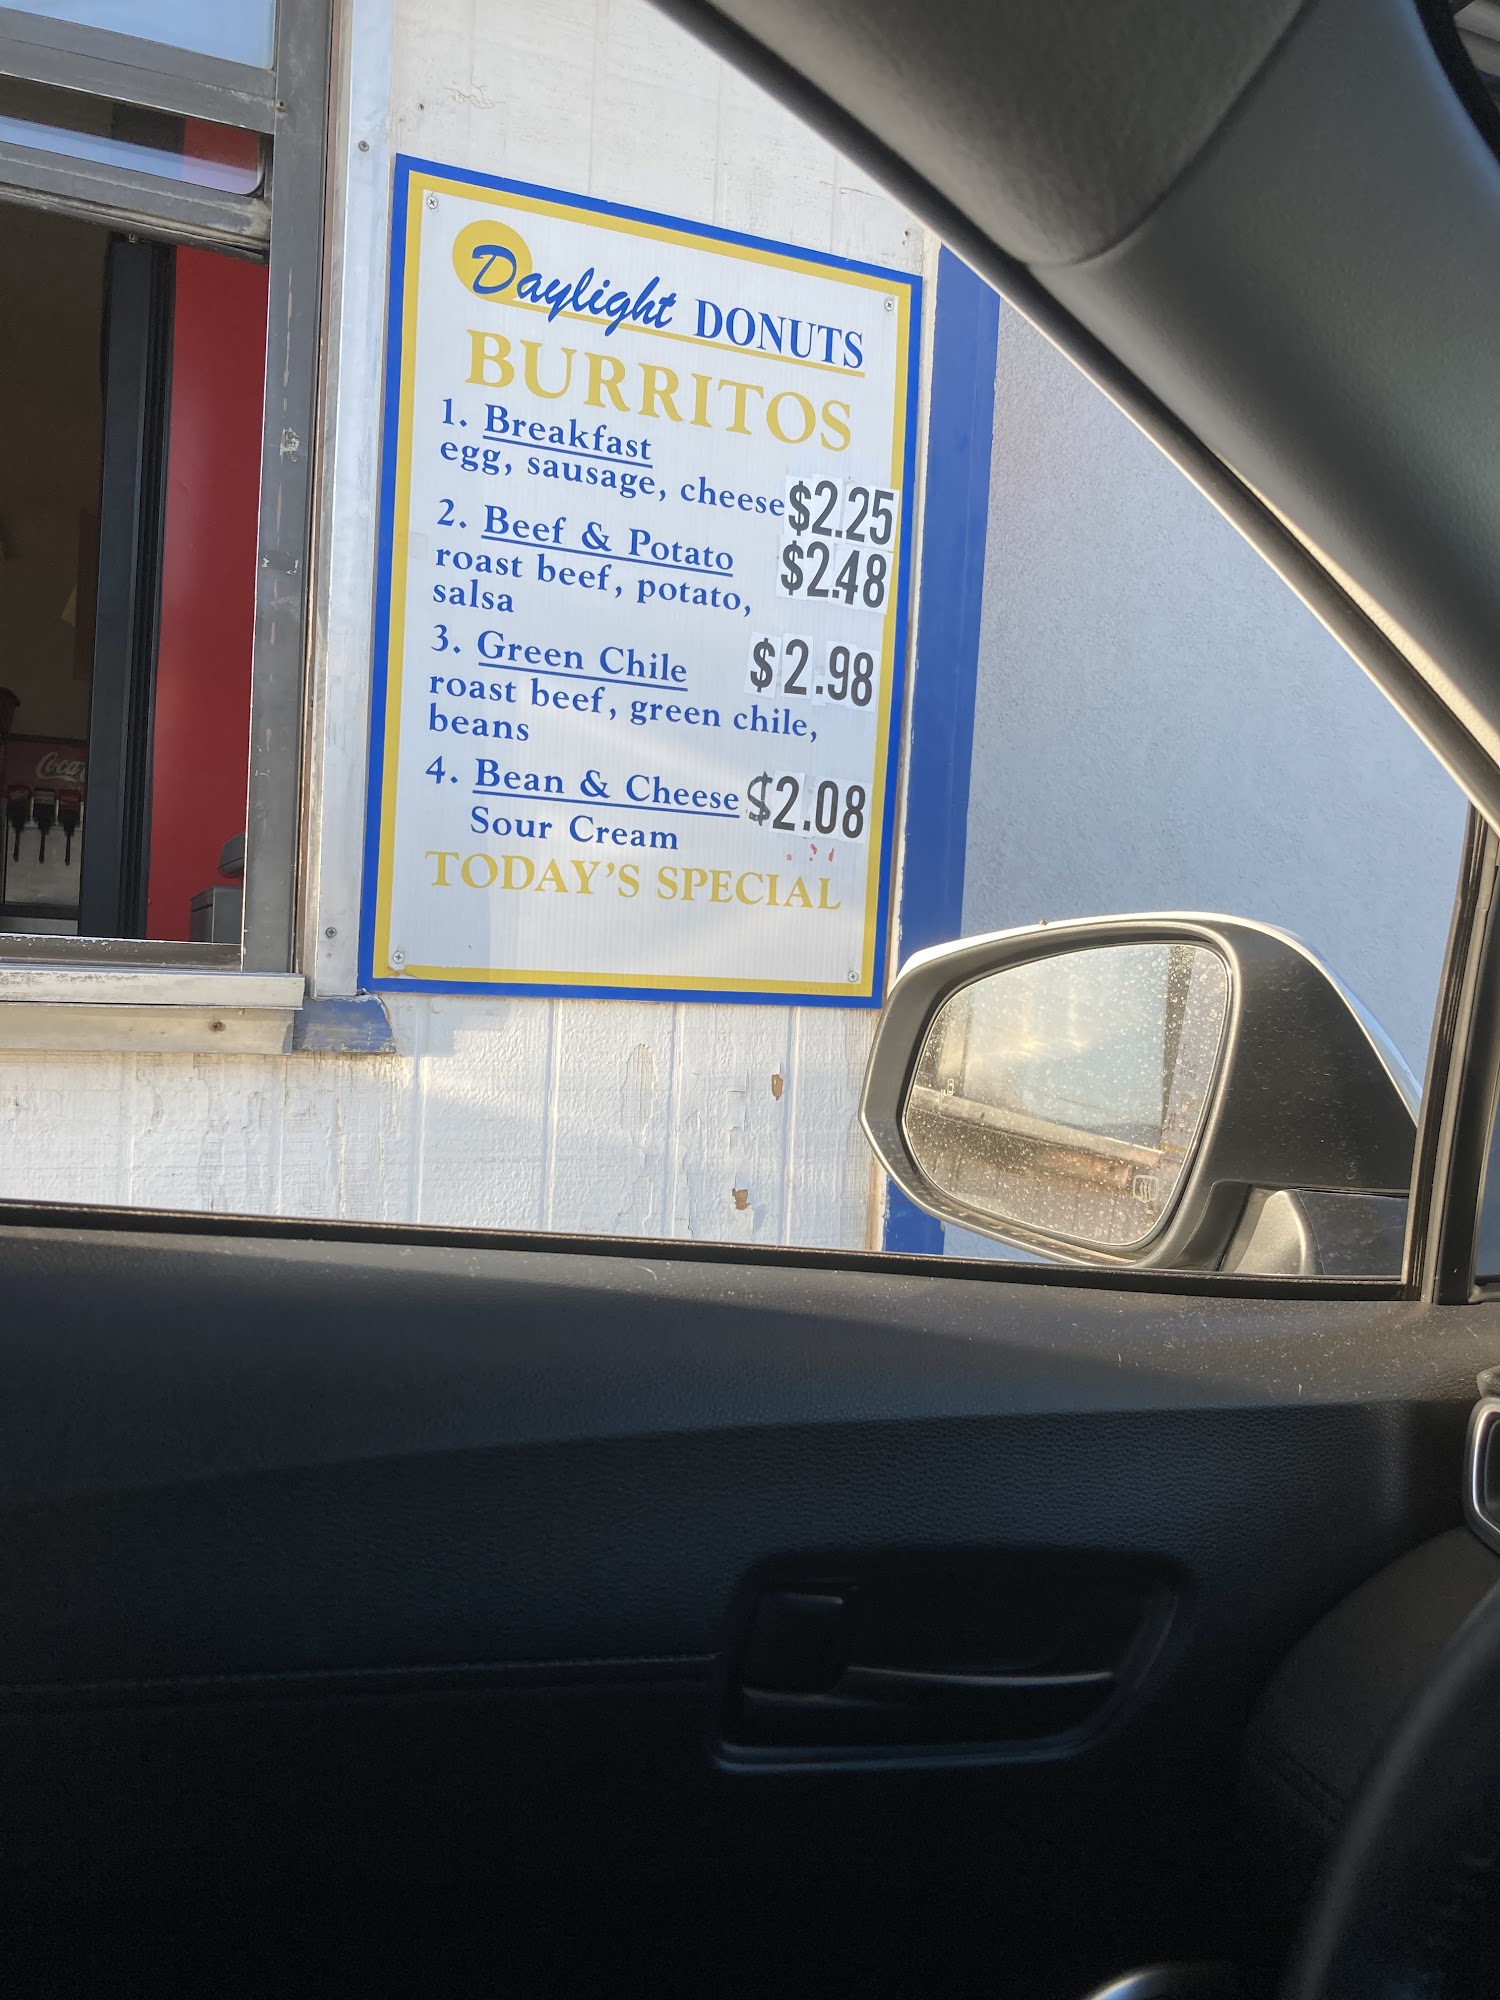 Daylight DONUTS
BURRITOS
1. Breakfast
egg, sausage, cheese $2.25
2. Beef & Potato $2.48
roast beef, potato,
salsa
3. Green Chile $2.98
roast beef, green chile,
beans
4. Bean & Cheese $2.08
Sour Cream
TODAY'S SPECIAL
Coca